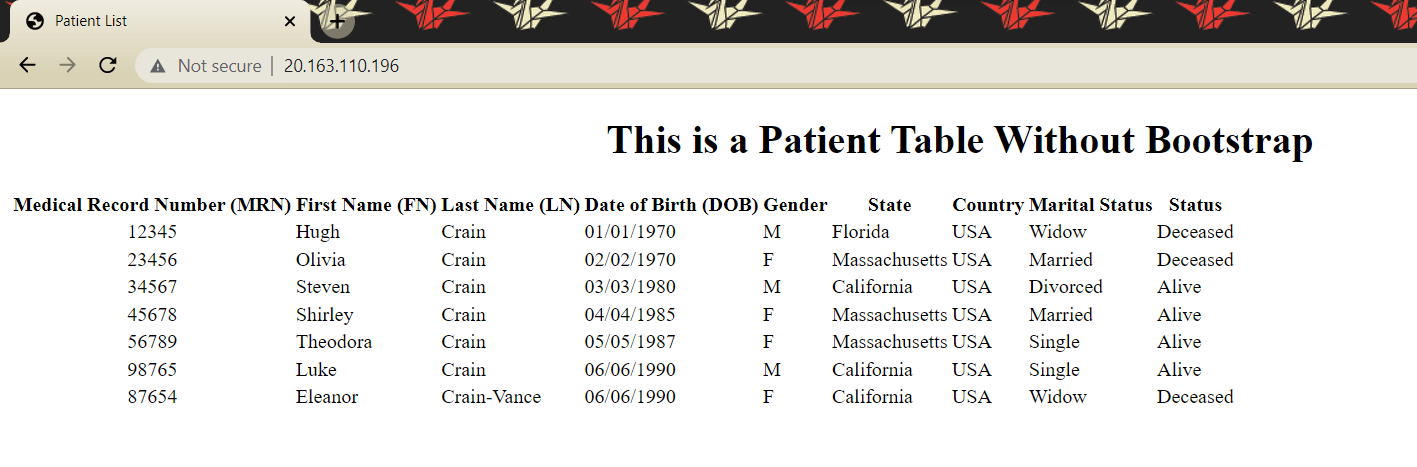 Patient List
Not secure | 20.163.110.196
This is a Patient Table Without Bootstrap
Medical Record Number (MRN) First Name (FN) Last Name (LN) Date of Birth (DOB) Gender State Country Marital Status Status
12345 Hugh Crain 01/01/1970 M Florida USA Widow Deceased
23456 Olivia Crain 02/02/1970 F Massachusetts USA Married Deceased
34567 Steven Crain 03/03/1980 M California USA Divorced Alive
45678 Shirley Crain 04/04/1985 F Massachusetts USA Married Alive
56789 Theodora Crain 05/05/1987 F Massachusetts USA Single Alive
98765 Luke Crain 06/06/1990 M California USA Single Alive
87654 Eleanor Crain-Vance 06/06/1990 F California USA Widow Deceased